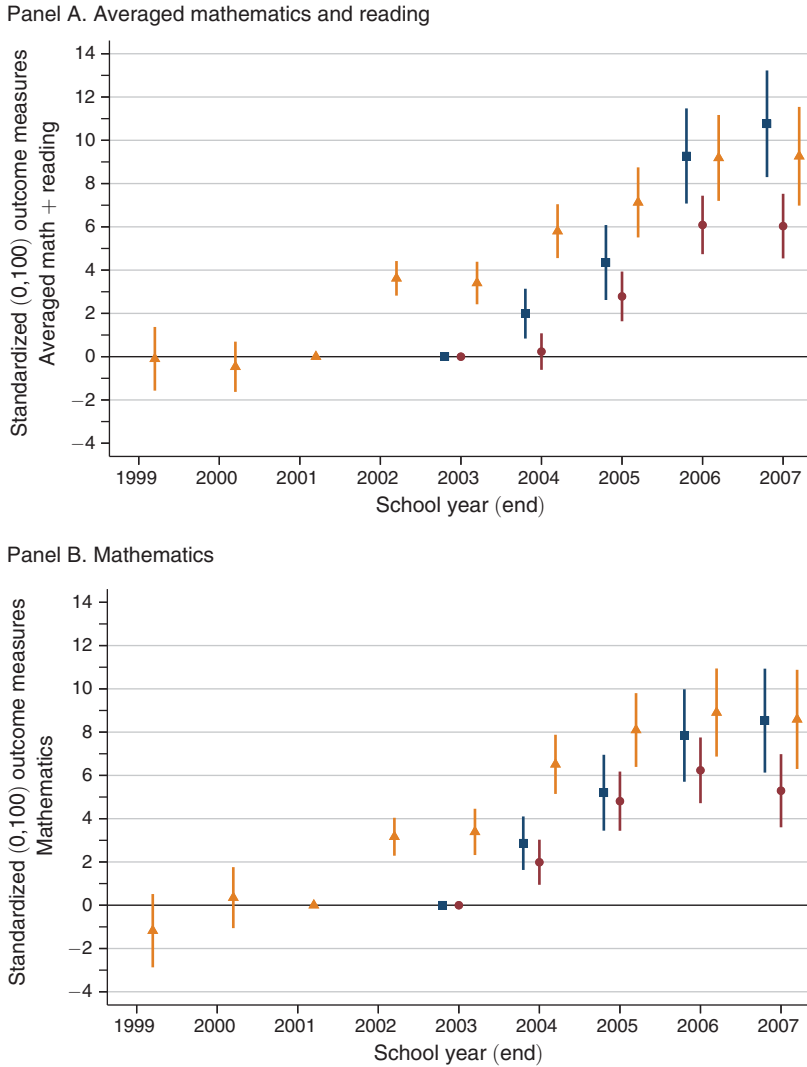 Panel A. Averaged mathematics and reading
Standardized (0,100) outcome measures
Averaged math + reading
14
12
10
8
6
4
2
0
−2
−4
1999 2000 2001 2002 2003 2004 2005 2006 2007
School year (end)
Panel B. Mathematics
Standardized (0,100) outcome measures
Mathematics
14
12
10
8
6
4
2
0
−2
−4
1999 2000 2001 2002 2003 2004 2005 2006 2007
School year (end)